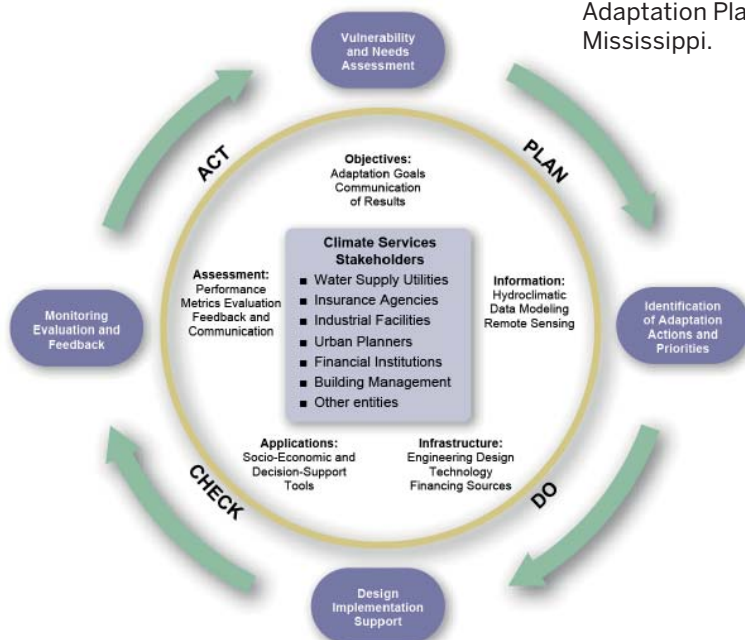 Adaptation Pla
Mississippi.
Vulnerability
and Needs
Assessment
ACT
PLAN
Objectives:
Adaptation Goals
Communication
of Results
Climate Services
Stakeholders
■ Water Supply Utilities
■ Insurance Agencies
■ Industrial Facilities
■ Urban Planners
■ Financial Institutions
■ Building Management
■ Other entities
Assessment:
Performance
Metrics Evaluation
Feedback and
Communication
Information:
Hydroclimatic
Data Modeling
Remote Sensing
Monitoring
Evaluation and
Feedback
Identification
of Adaptation
Actions and
Priorities
Applications:
Socio-Economic and
Decision-Support
Tools
Infrastructure:
Engineering Design
Technology
Financing Sources
CHECK
DO
Design
Implementation
Support